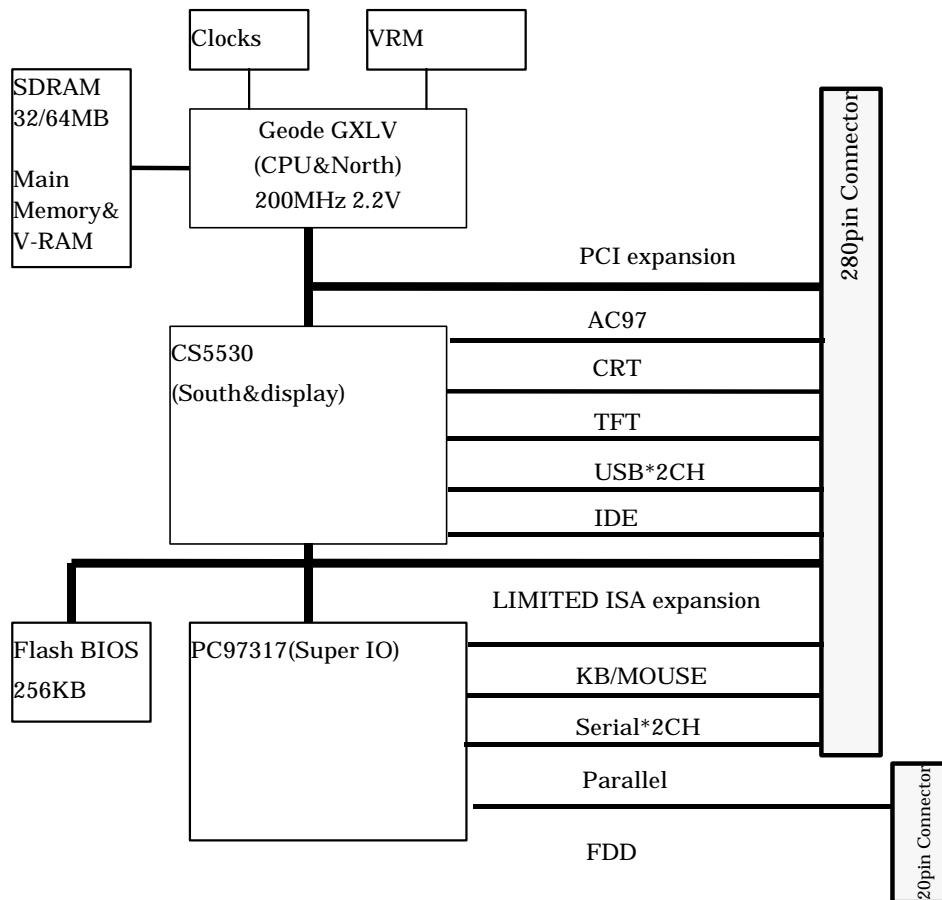 Clocks
VRM
SDRAM
32/64MB
Main
Memory&
V-RAM
Geode GXLV
(CPU&North)
200MHz 2.2V
280pin Connector
PCI expansion
AC97
CS5530
(South&display)
CRT
TFT
USB*2CH
IDE
LIMITED ISA expansion
Flash BIOS
256KB
PC97317(Super IO)
KB/MOUSE
Serial*2CH
Parallel
FDD
20pin Connector